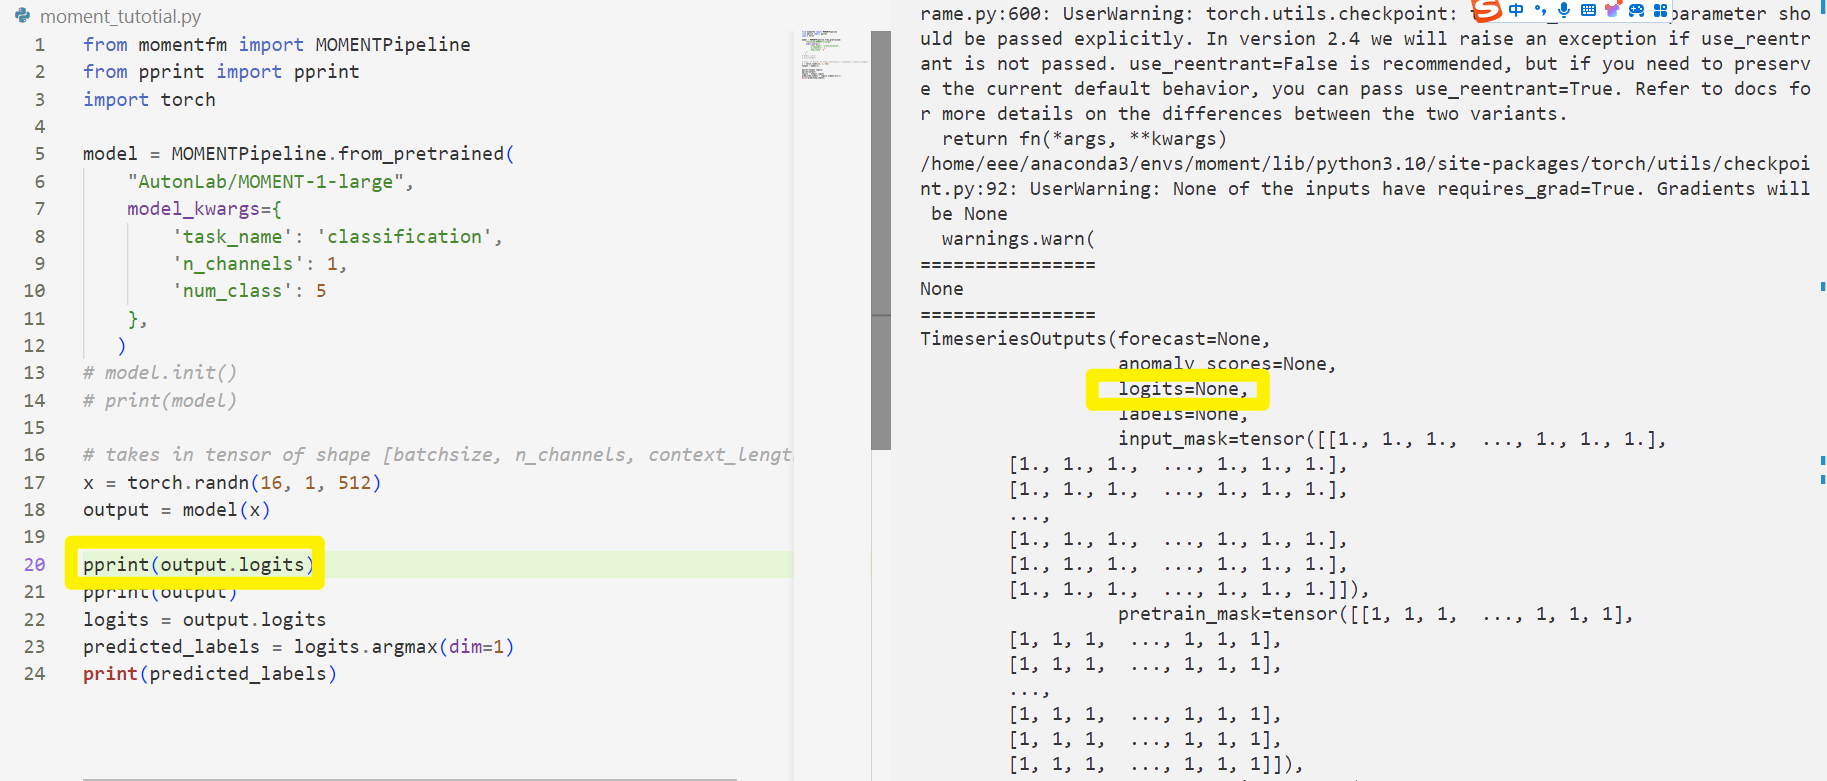 moment_tutotial.py
1 from momentfm import MOMENTPipeline
2 from pprint import pprint
3 import torch
4
5 model = MOMENTPipeline.from_pretrained(
6 "AutonLab/MOMENT-1-large",
7 model_kwargs={
8 'task_name': 'classification',
9 'n_channels': 1,
10 'num_class': 5
11 },
12 )
13 # model.init()
14 # print(model)
15
16 # takes in tensor of shape [batchsize, n_channels, context_lengt
17 x = torch.randn(16, 1, 512)
18 output = model(x)
19
20 pprint(output.logits)
21 pprint(output)
22 logits = output.logits
23 predicted_labels = logits.argmax(dim=1)
24 print(predicted_labels)
rame.py:600: UserWarning: torch.utils.checkpoint: parameter sho
S 中
uld be passed explicitly. In version 2.4 we will raise an exception if use_reentr
ant is not passed. use_reentrant=False is recommended, but if you need to preserv
e the current default behavior, you can pass use_reentrant=True. Refer to docs fo
r more details on the differences between the two variants.
return fn(*args, **kwargs)
/home/eee/anaconda3/envs/moment/lib/python3.10/site-packages/torch/utils/checkpoi
nt.py:92: UserWarning: None of the inputs have requires_grad=True. Gradients will
be None
warnings.warn(
================
None
================
TimeseriesOutputs(forecast=None,
anomaly_scores=None,
logits=None,
labels=None,
input_mask=tensor([[1., 1., 1., ..., 1., 1., 1.],
[1., 1., 1., ..., 1., 1., 1.],
[1., 1., 1., ..., 1., 1., 1.],
...,
[1., 1., 1., ..., 1., 1., 1.],
[1., 1., 1., ..., 1., 1., 1.],
[1., 1., 1., ..., 1., 1., 1.]]),
pretrain_mask=tensor([[1, 1, 1, ..., 1, 1, 1],
[1, 1, 1, ..., 1, 1, 1],
[1, 1, 1, ..., 1, 1, 1],
...,
[1, 1, 1, ..., 1, 1, 1],
[1, 1, 1, ..., 1, 1, 1],
[1, 1, 1, ..., 1, 1, 1]]),